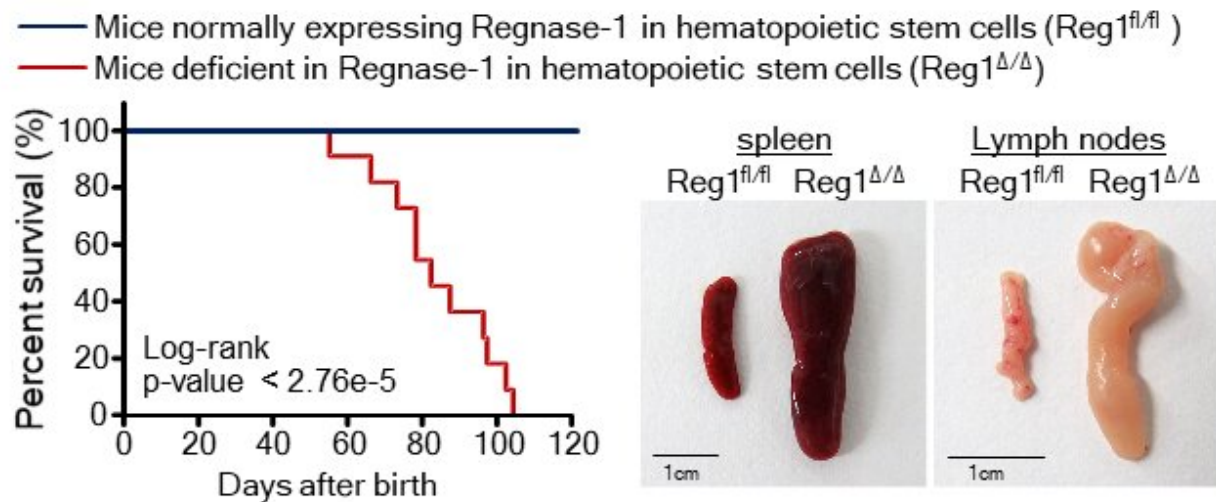 Mice normally expressing Regnase-1 in hematopoietic stem cells (Reg1fl/fl )
Mice deficient in Regnase-1 in hematopoietic stem cells (Reg1Δ/Δ)
Percent survival (%)
100
80
60
40
20
0
Log-rank
p-value < 2.76e-5
0 20 40 60 80 100 120
Days after birth
spleen
Reg1fl/fl Reg1Δ/Δ
1cm
Lymph nodes
Reg1fl/fl Reg1Δ/Δ
1cm